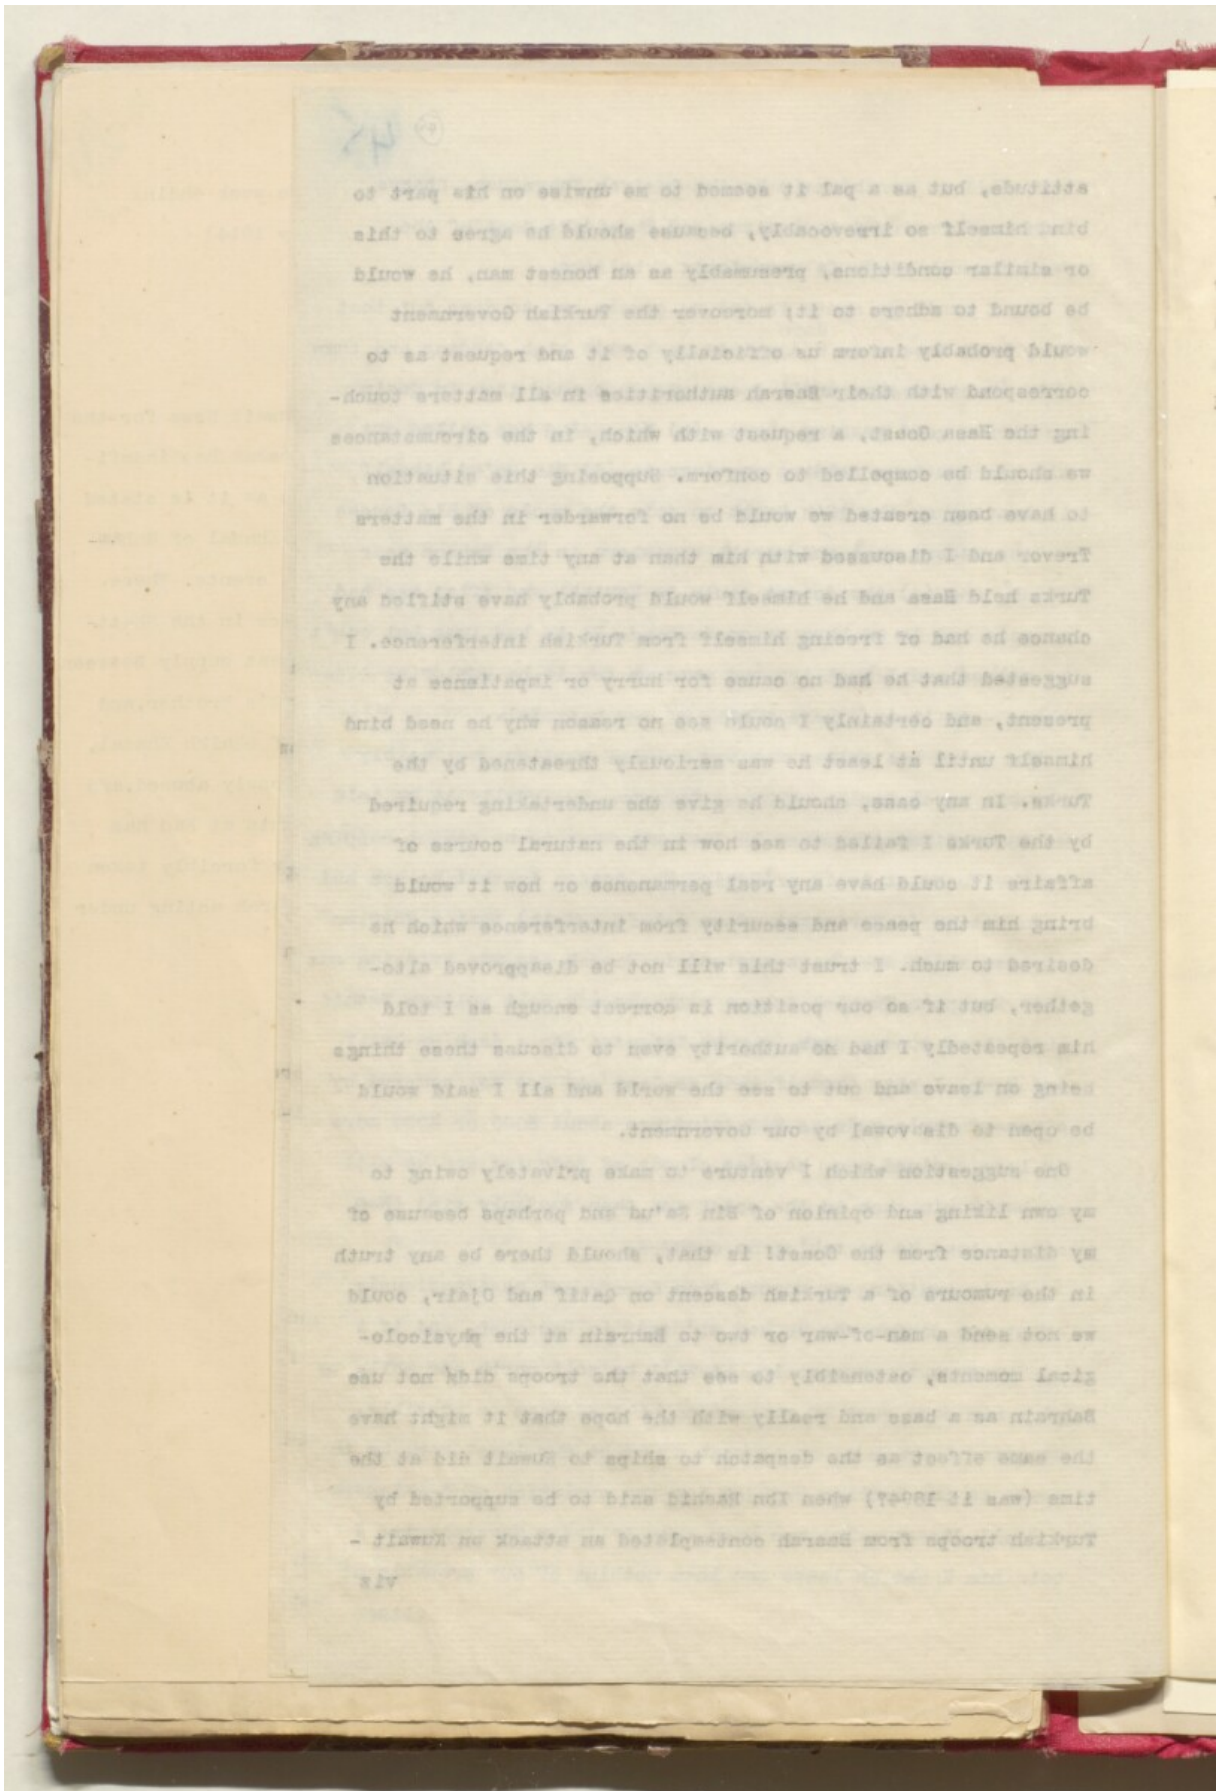 45
attitude, but as a pal it seemed to me unwise on his part to
bind himself so irrevocably, because should he agree to this
or similar conditions, presumably as an honest man, he would
be bound to adhere to it; moreover the Turkish Government
would probably inform us officially of it and request us to
correspond with their Basrah authorities in all matters touch-
ing the Hasa Coast, a request with which, in the circumstances
we should be compelled to conform. Supposing this situation
to have been created we would be no forwarder in the matters
Trevor and I discussed with him than at any time while the
Turks held Hasa and he himself would probably have stifled any
chance he had of freeing himself from Turkish interference. I
suggested that he had no cause for hurry or impatience at
present, and certainly I could see no reason why he need bind
himself until at least he was seriously threatened by the
Turks. In any case, should he give the undertaking required
by the Turks I failed to see how in the natural course of
affairs it could have any real permanence or how it would
bring him the peace and security from interference which he
desired to much. I trust this will not be disapproved alto-
gether, but if so our position is correct enough as I told
him repeatedly I had no authority even to discuss these things
being on leave and out to see the world and all I said would
be open to disavowal by our Government.
One suggestion which I venture to make privately owing to
my own liking and opinion of Bin Sa'ud and perhaps because of
my distance from the Coast! is that, should there be any truth
in the rumours of a Turkish descent on Qatif and Ojair, could
we not send a man-of-war or two to Bahrain at the physicolo-
gical moments, ostensibly to see that the troops didn not use
Bahrain as a base and really with the hope that it might have
the same effect as the despatch to ships to Kuwait did at the
time (was it 1894?) when Ibn Rashid said to be supported by
Turkish troops from Basrah contemplated an attack on Kuwait -
viz